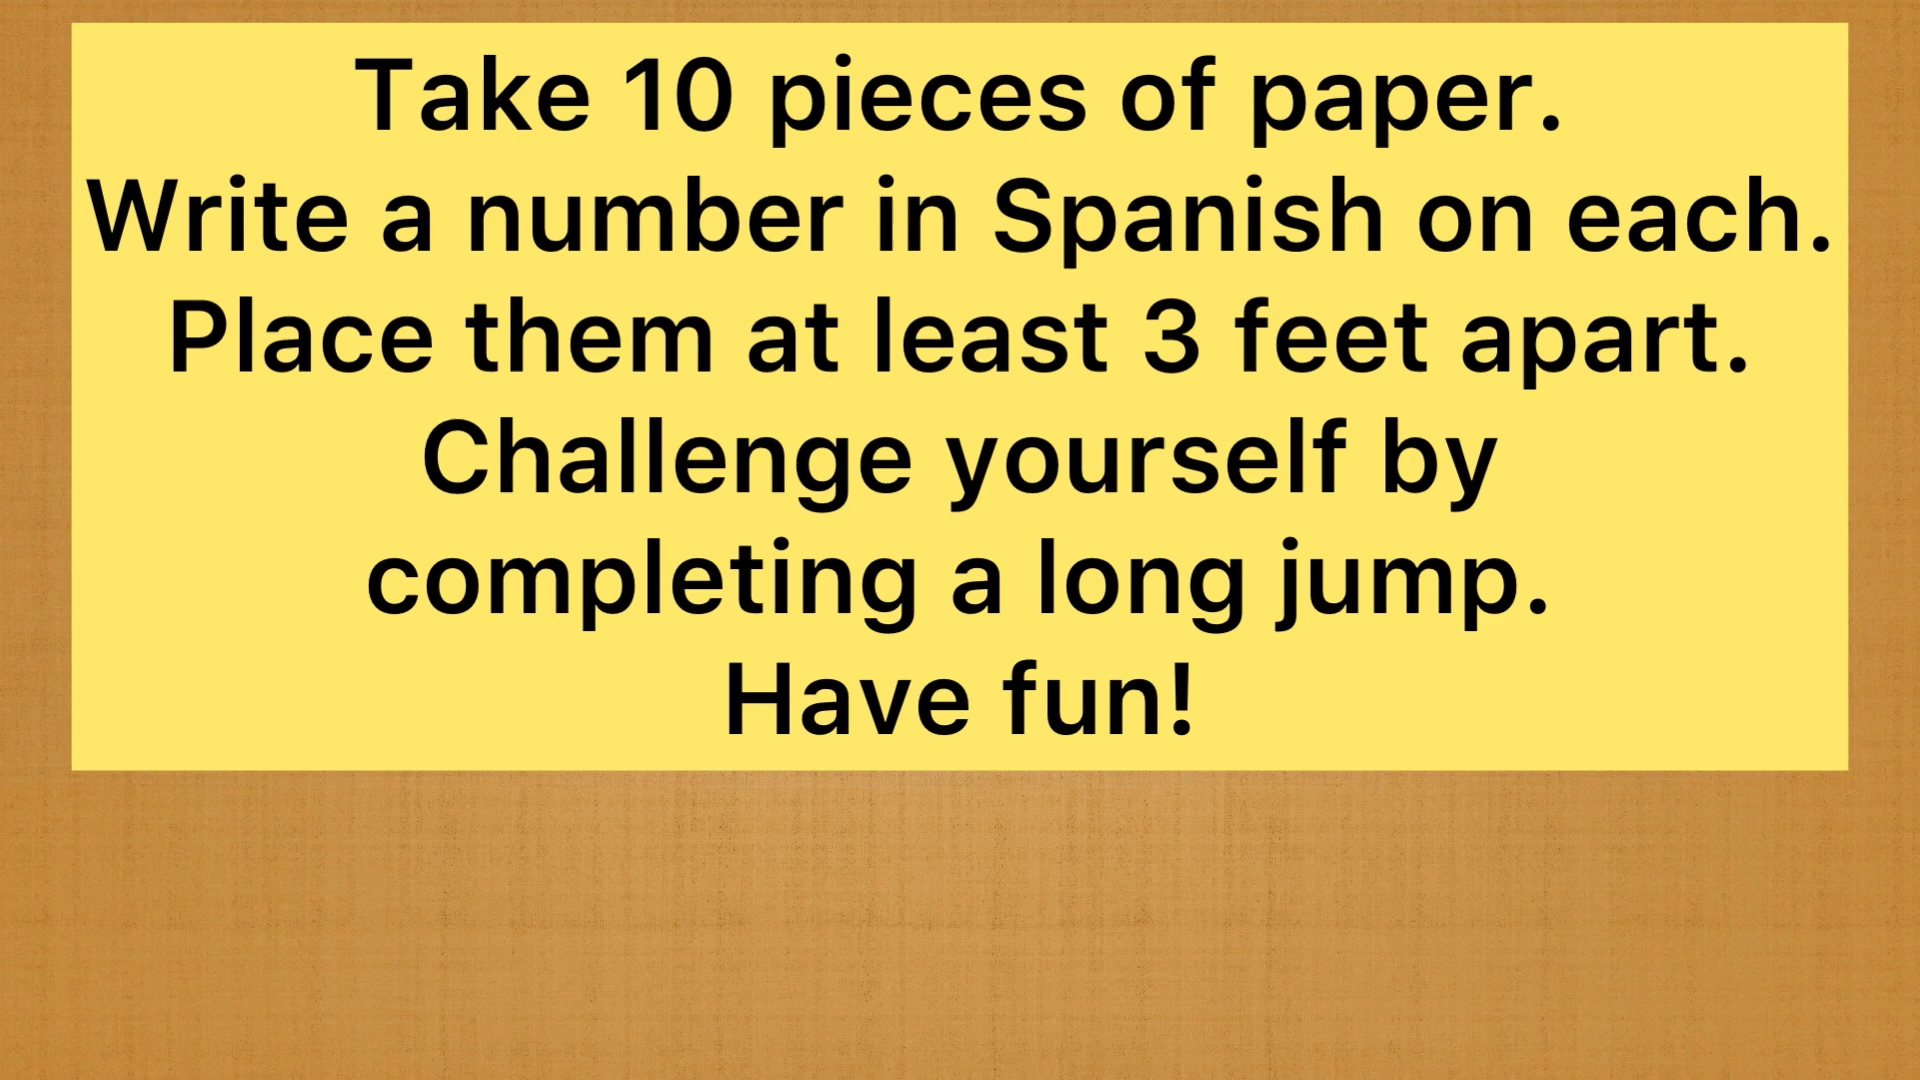 Take 10 pieces of paper.
Write a number in Spanish on each.
Place them at least 3 feet apart.
Challenge yourself by
completing a long jump.
Have fun!